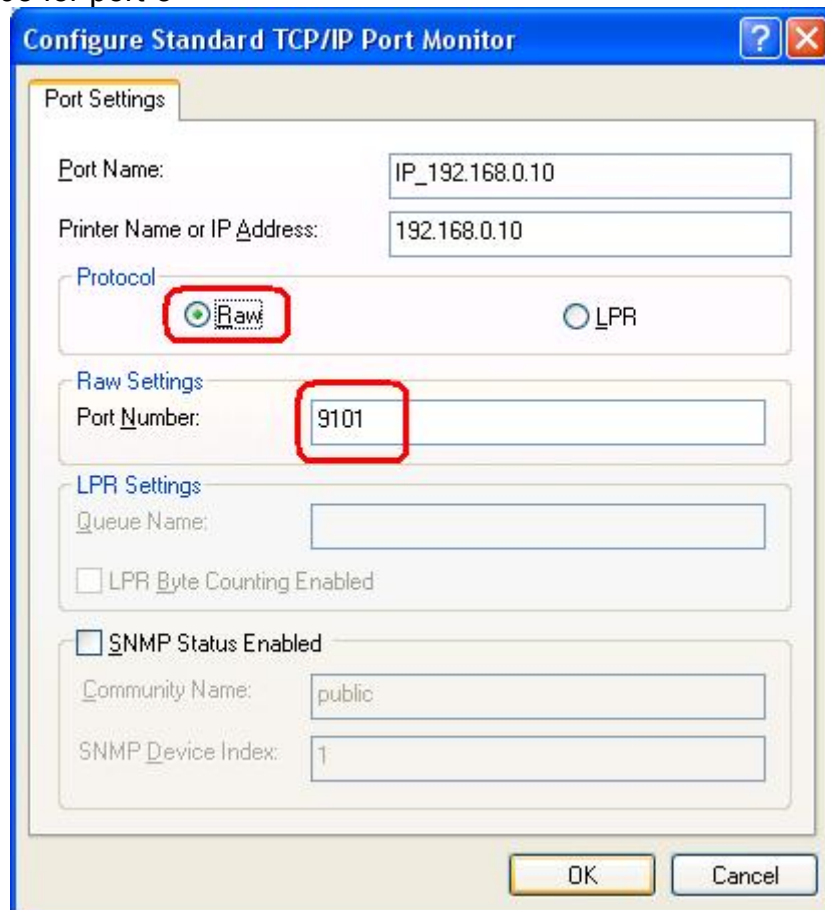 Configure Standard TCP/IP Port Monitor
Port Settings
Port Name: IP_192.168.0.10
Printer Name or IP Address: 192.168.0.10
Protocol
Raw LPR
Raw Settings
Port Number: 9101
LPR Settings
Queue Name:
LPR Byte Counting Enabled
SNMP Status Enabled
Community Name: public
SNMP Device Index: 1
OK Cancel